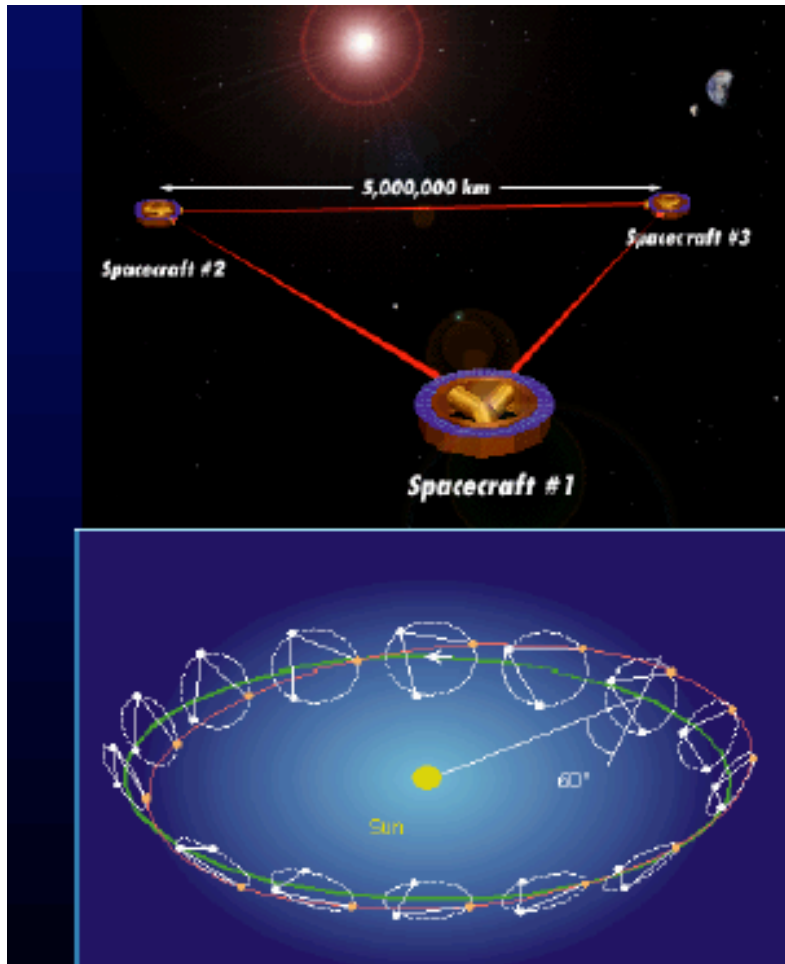 5,000,000 km
Spacecraft #2
Spacecraft #3
Spacecraft #1
60°
Sun